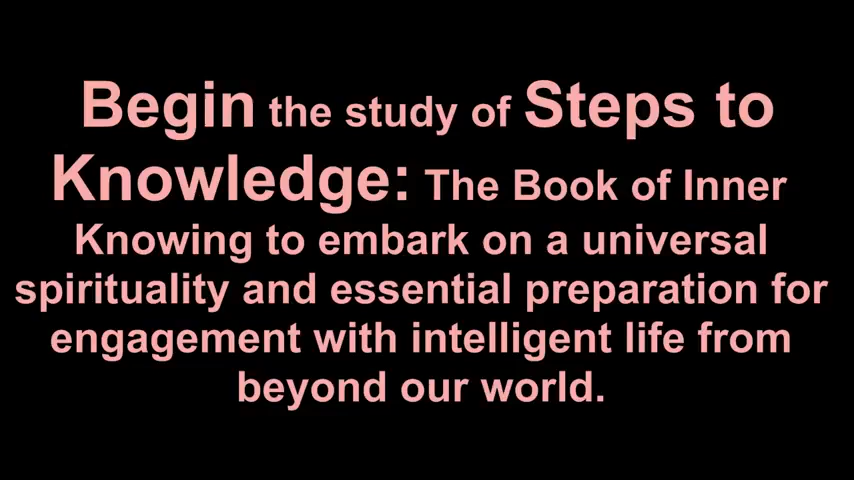 Begin the study of Steps to
Knowledge: The Book of Inner
Knowing to embark on a universal
spirituality and essential preparation for
engagement with intelligent life from
beyond our world.